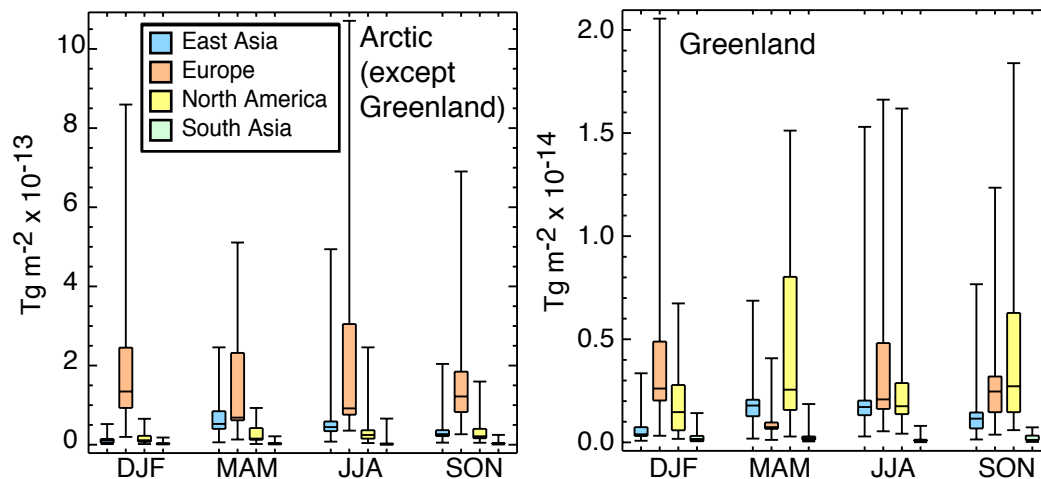 Tg m-2 x 10-13
10
8
6
4
2
0
East Asia
Europe
North America
South Asia
Arctic
(except
Greenland)
DJF MAM JJA SON
Tg m-2 x 10-14
2.0
1.5
1.0
0.5
0.0
Greenland
DJF MAM JJA SON